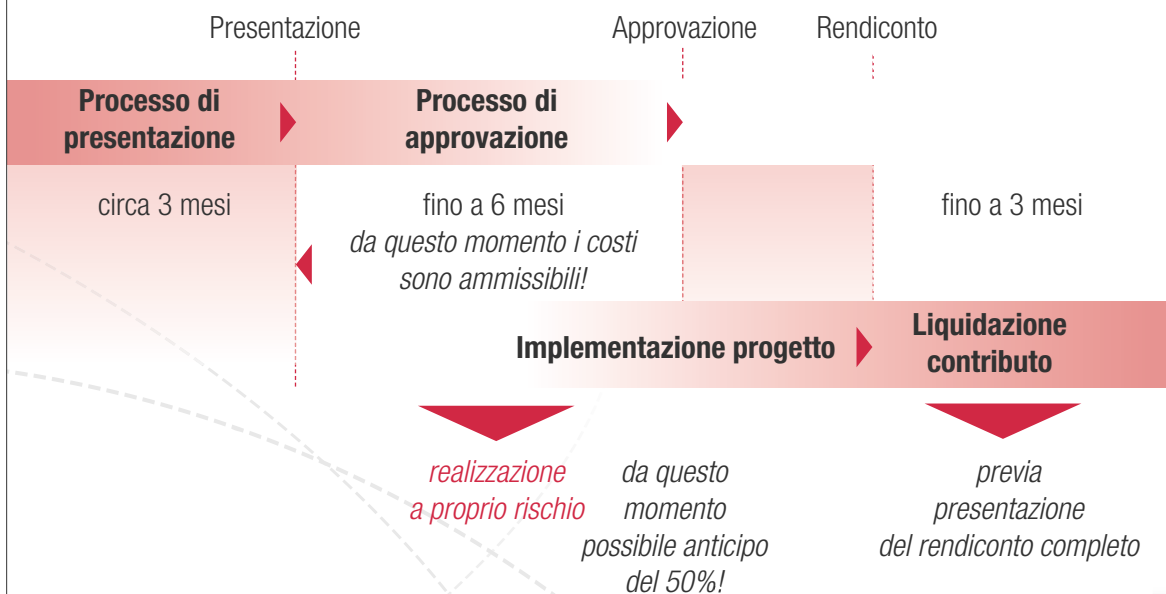 Presentazione
Approvazione
Rendiconto
Processo di
presentazione
Processo di
approvazione
circa 3 mesi
fino a 6 mesi
da questo momento i costi
sono ammissibili!
fino a 3 mesi
Implementazione progetto
Liquidazione
contributo
realizzazione
a proprio rischio
da questo
momento
possibile anticipo
del 50%!
previa
presentazione
del rendiconto completo